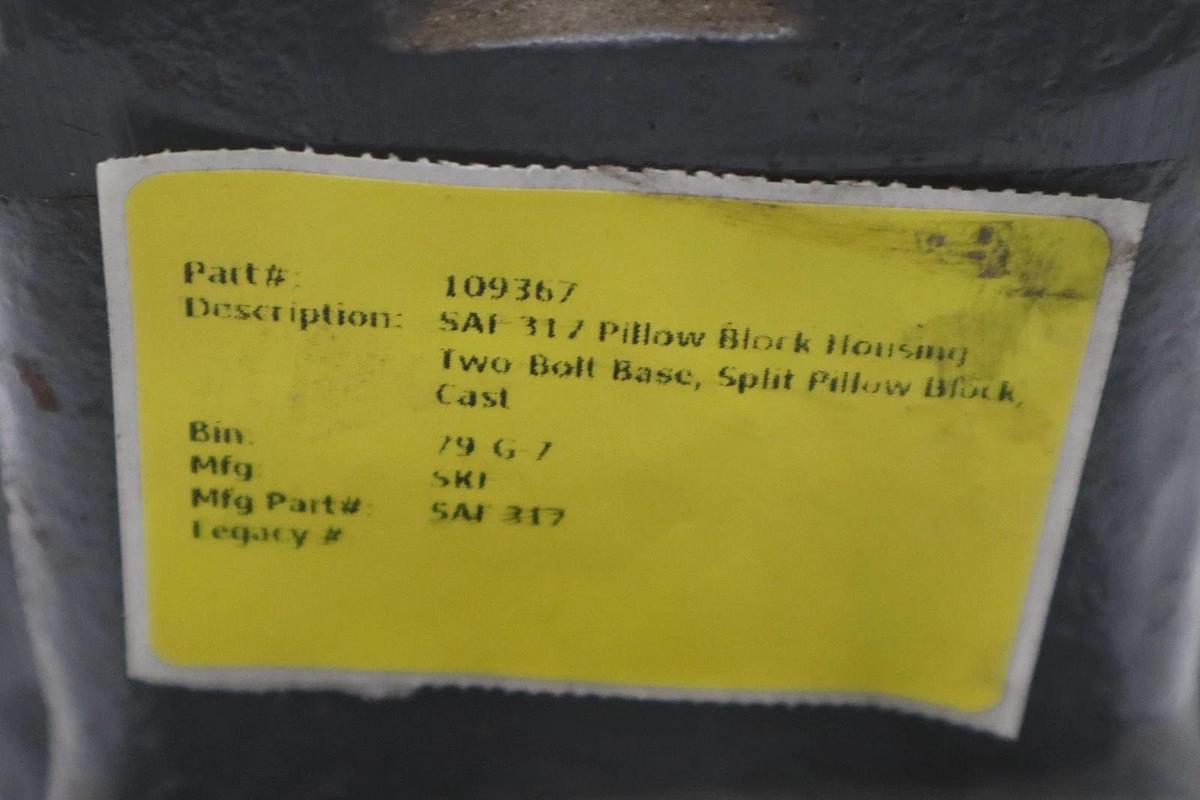 Part#: 109367
Description: SAF 317 Pillow Block Housing
Two Bolt Base, Split Pillow Block,
Cast
Bin: 79-G-7
Mfg: SKF
Mfg Part#: SAF 317
Legacy #